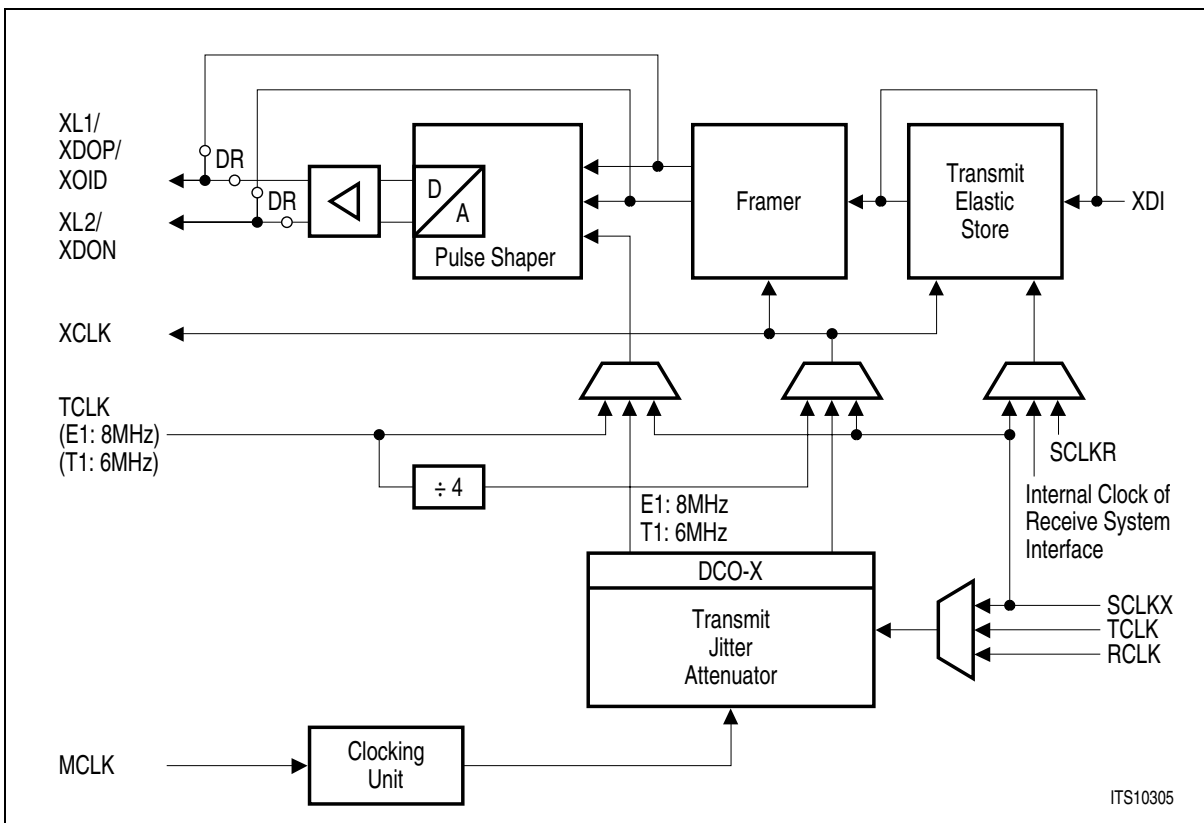 XL1/
XDOP/
XOID
DR
XL2/
XDON
DR
D
A
Pulse Shaper
Framer
Transmit
Elastic
Store
XDI
XCLK
TCLK
(E1: 8MHz)
(T1: 6MHz)
÷ 4
E1: 8MHz
T1: 6MHz
SCLKR
Internal Clock of
Receive System
Interface
DCO-X
Transmit
Jitter
Attenuator
SCLKX
TCLK
RCLK
MCLK
Clocking
Unit
ITS10305